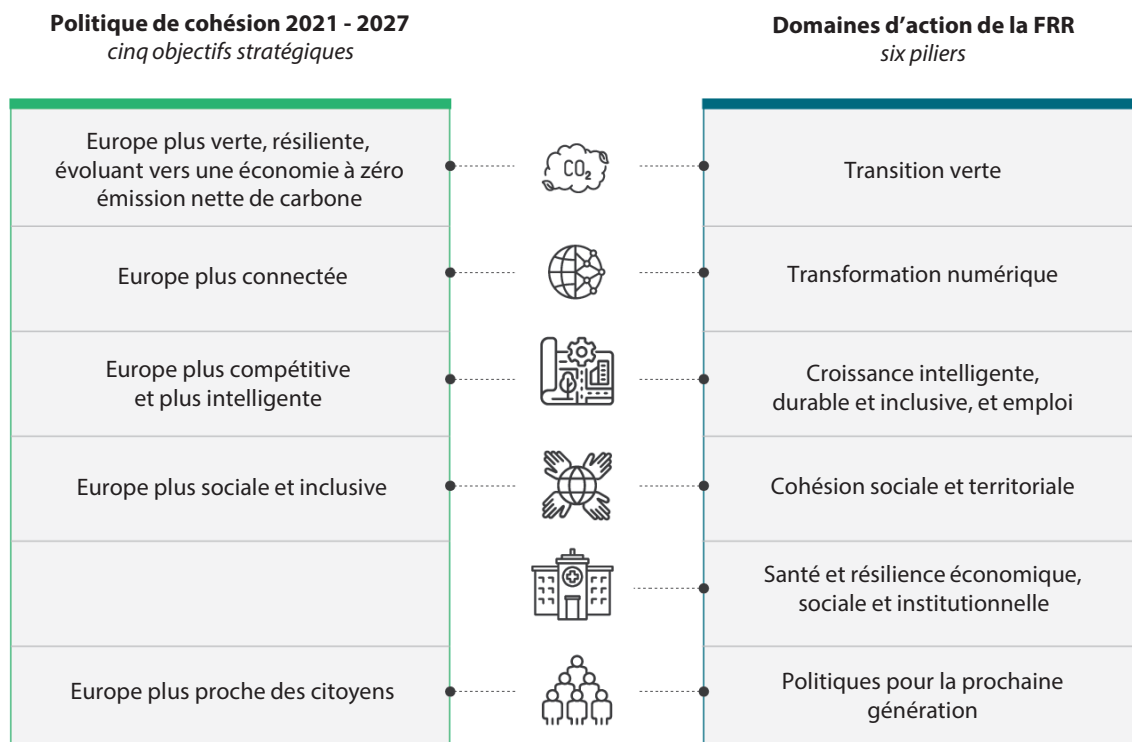 Politique de cohésion 2021 - 2027
cinq objectifs stratégiques
Domaines d’action de la FRR
six piliers
Europe plus verte, résiliente,
évoluant vers une économie à zéro
émission nette de carbone
CO₂
Transition verte
Europe plus connectée
Transformation numérique
Europe plus compétitive
et plus intelligente
Croissance intelligente,
durable et inclusive, et emploi
Europe plus sociale et inclusive
Cohésion sociale et territoriale
Santé et résilience économique,
sociale et institutionnelle
Europe plus proche des citoyens
Politiques pour la prochaine
génération